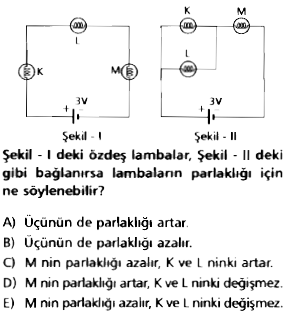 K
M
L
L
K
M
3V
3V
+
+
Şekil - I
Şekil - II
Şekil - I deki özdeş lambalar, Şekil - II deki
gibi bağlanırsa lambaların parlaklığı için
ne söylenebilir?
A) Üçünün de parlaklığı artar.
B) Üçünün de parlaklığı azalır.
C) M nin parlaklığı azalır, K ve L ninki artar.
D) M nin parlaklığı artar, K ve L ninki değişmez.
E) M nin parlaklığı azalır, K ve L ninki değişmez.